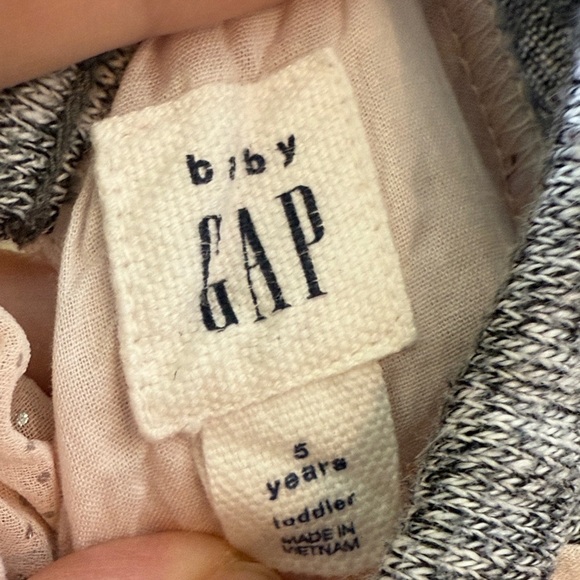 baby
GAP
5
years
toddler
MADE IN
VIETNAM